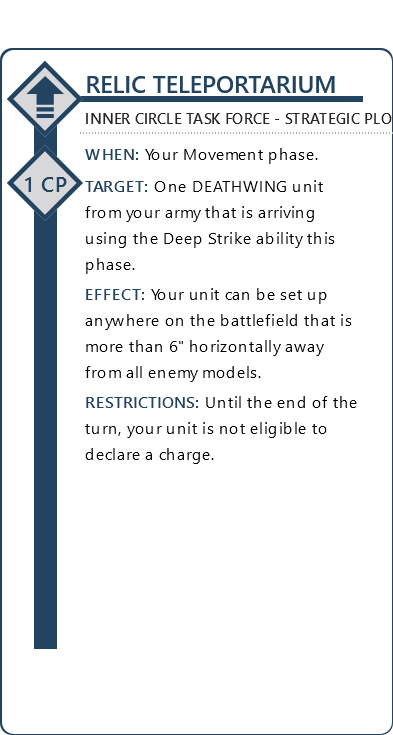 RELIC TELEPORTARIUM
INNER CIRCLE TASK FORCE - STRATEGIC PLO
WHEN: Your Movement phase.
1 CP
TARGET: One DEATHWING unit
from your army that is arriving
using the Deep Strike ability this
phase.
EFFECT: Your unit can be set up
anywhere on the battlefield that is
more than 6" horizontally away
from all enemy models.
RESTRICTIONS: Until the end of the
turn, your unit is not eligible to
declare a charge.